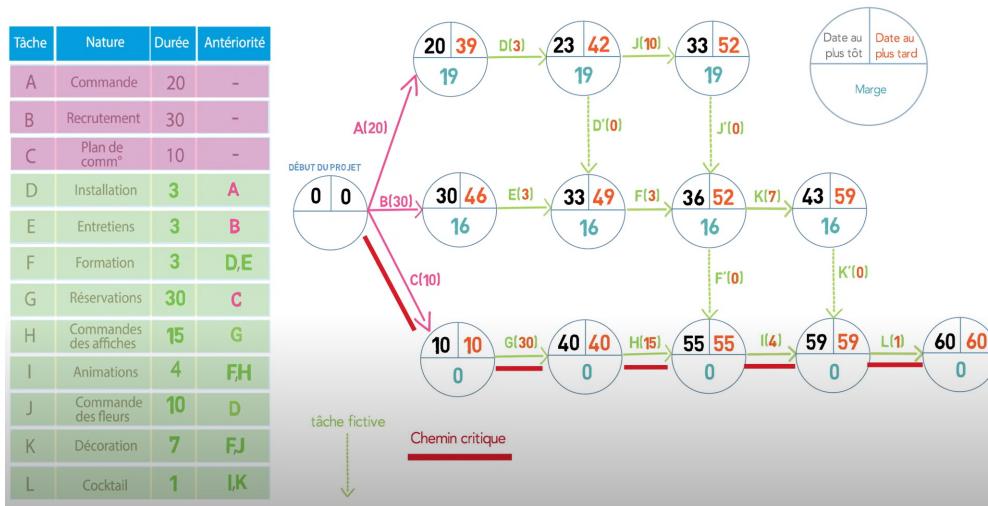 Tâche Nature Durée Antériorité
A Commande 20 -
B Recrutement 30 -
C Plan de comm° 10 -
D Installation 3 A
E Entretiens 3 B
F Formation 3 D,E
G Réservations 30 C
H Commandes des affiches 15 G
I Animations 4 F,H
J Commande des fleurs 10 D
K Décoration 7 F,J
L Cocktail 1 I,K
Date au plus tôt
Date au plus tard
Marge
20 39
19
D(3)
23 42
19
J(10)
33 52
19
A(20)
D'(0)
J'(0)
DÉBUT DU PROJET
0 0
B(30)
30 46
16
E(3)
33 49
16
F(3)
36 52
16
K(7)
43 59
16
C(10)
F'(0)
K'(0)
10 10
0
G(30)
40 40
0
H(15)
55 55
0
I(4)
59 59
0
L(1)
60 60
0
tâche fictive
Chemin critique